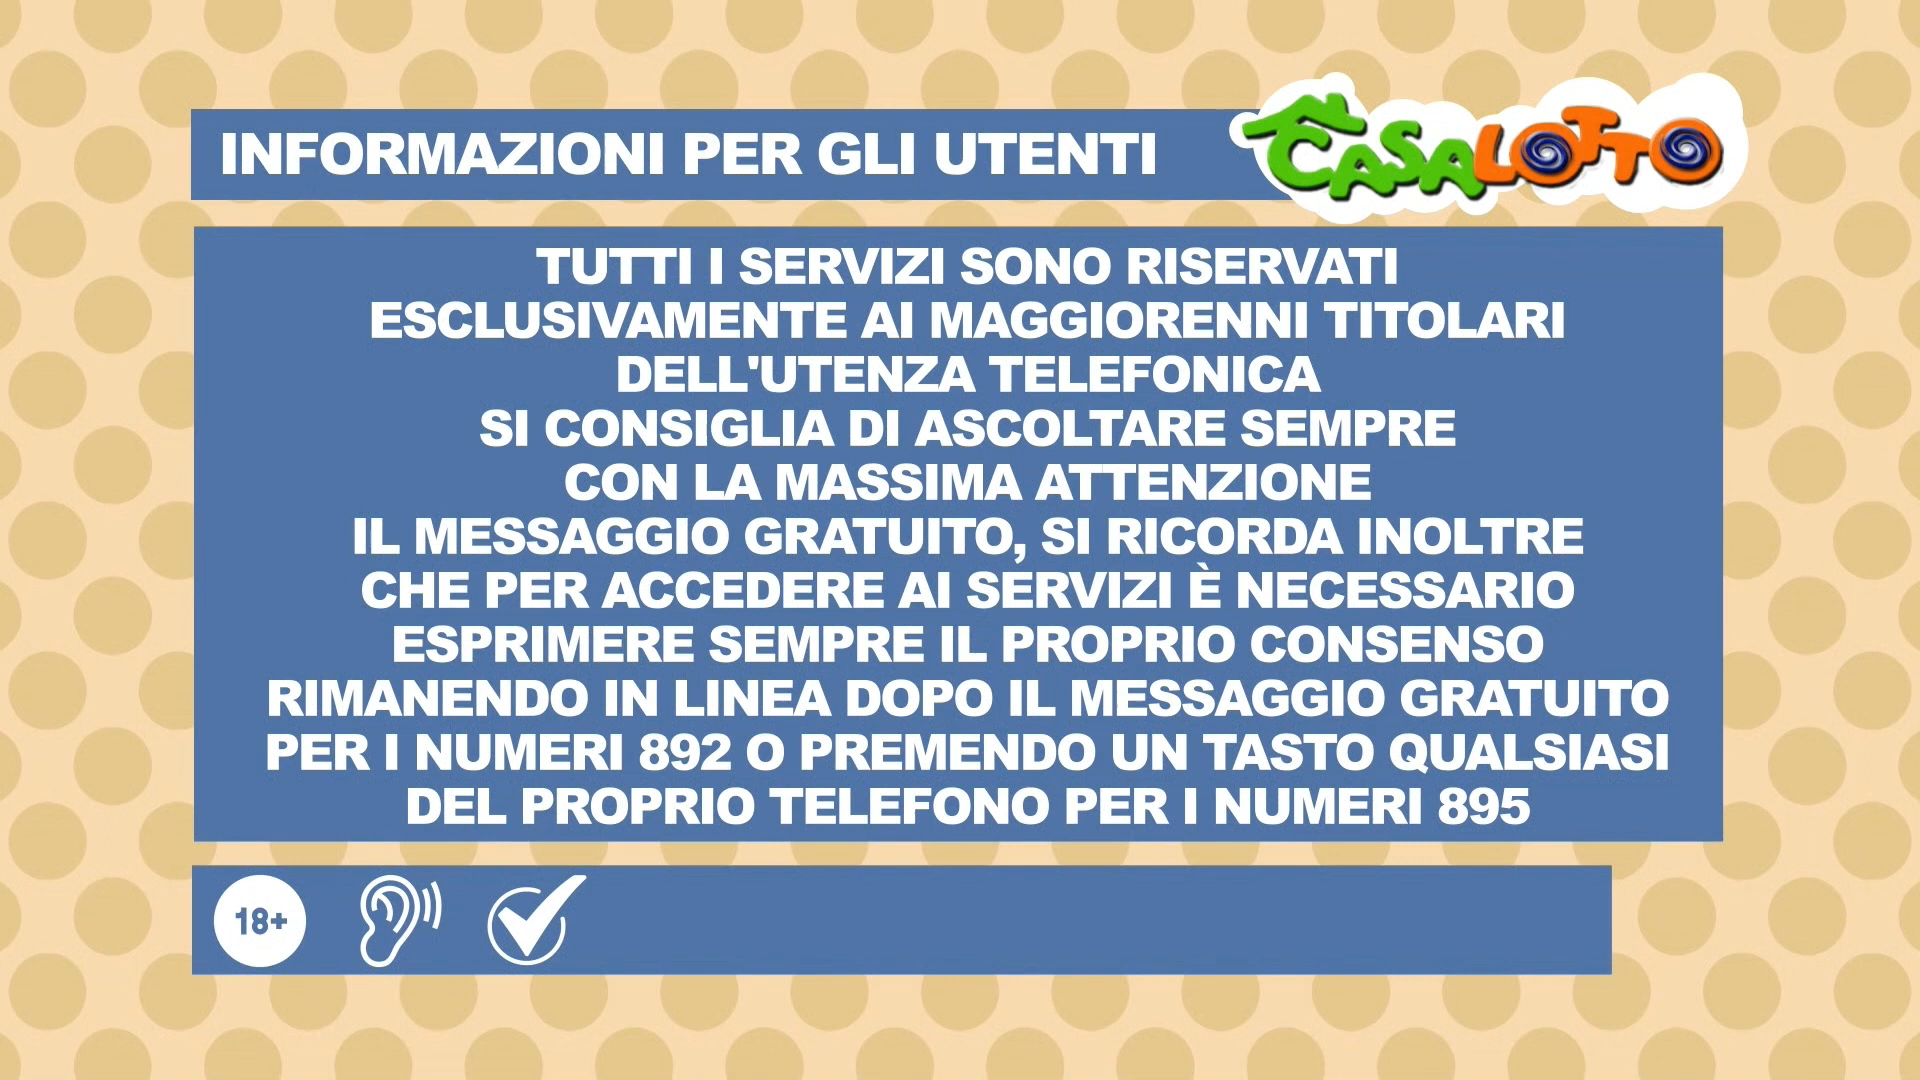 INFORMAZIONI PER GLI UTENTI
CASALOTTO
TUTTI I SERVIZI SONO RISERVATI
ESCLUSIVAMENTE AI MAGGIORENNI TITOLARI
DELL'UTENZA TELEFONICA
SI CONSIGLIA DI ASCOLTARE SEMPRE
CON LA MASSIMA ATTENZIONE
IL MESSAGGIO GRATUITO, SI RICORDA INOLTRE
CHE PER ACCEDERE AI SERVIZI È NECESSARIO
ESPRIMERE SEMPRE IL PROPRIO CONSENSO
RIMANENDO IN LINEA DOPO IL MESSAGGIO GRATUITO
PER I NUMERI 892 O PREMENDO UN TASTO QUALSIASI
DEL PROPRIO TELEFONO PER I NUMERI 895
18+